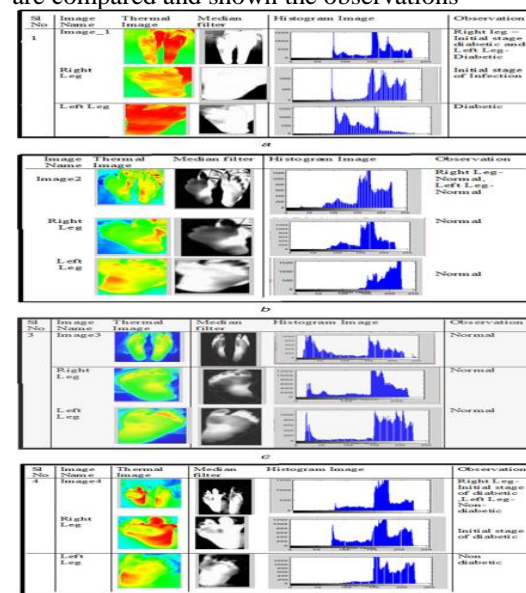 are compared and shown the observations
Sl No Image Name Thermal Image Median filter Histogram Image Observation
1 Image_1 Right leg – Initial stage diabetic and Left Leg- Diabetic
Right Leg Initial stage of Infection
Left Leg Diabetic
a
Image Name Thermal Image Median filter Histogram Image Observation
Image2 Right Leg- Normal, Left Leg- Normal
Right Leg Normal
Left Leg Normal
b
Sl No Image Name Thermal Image Median filter Histogram Image Observation
3 Image3 Normal
Right Leg Normal
Left Leg Normal
c
Sl No Image Name Thermal Image Median filter Histogram Image Observation
4 Image4 Right Leg- Initial stage of diabetic ,Left Leg- Non- diabetic
Right Leg Initial stage of diabetic
Left Leg Non diabetic